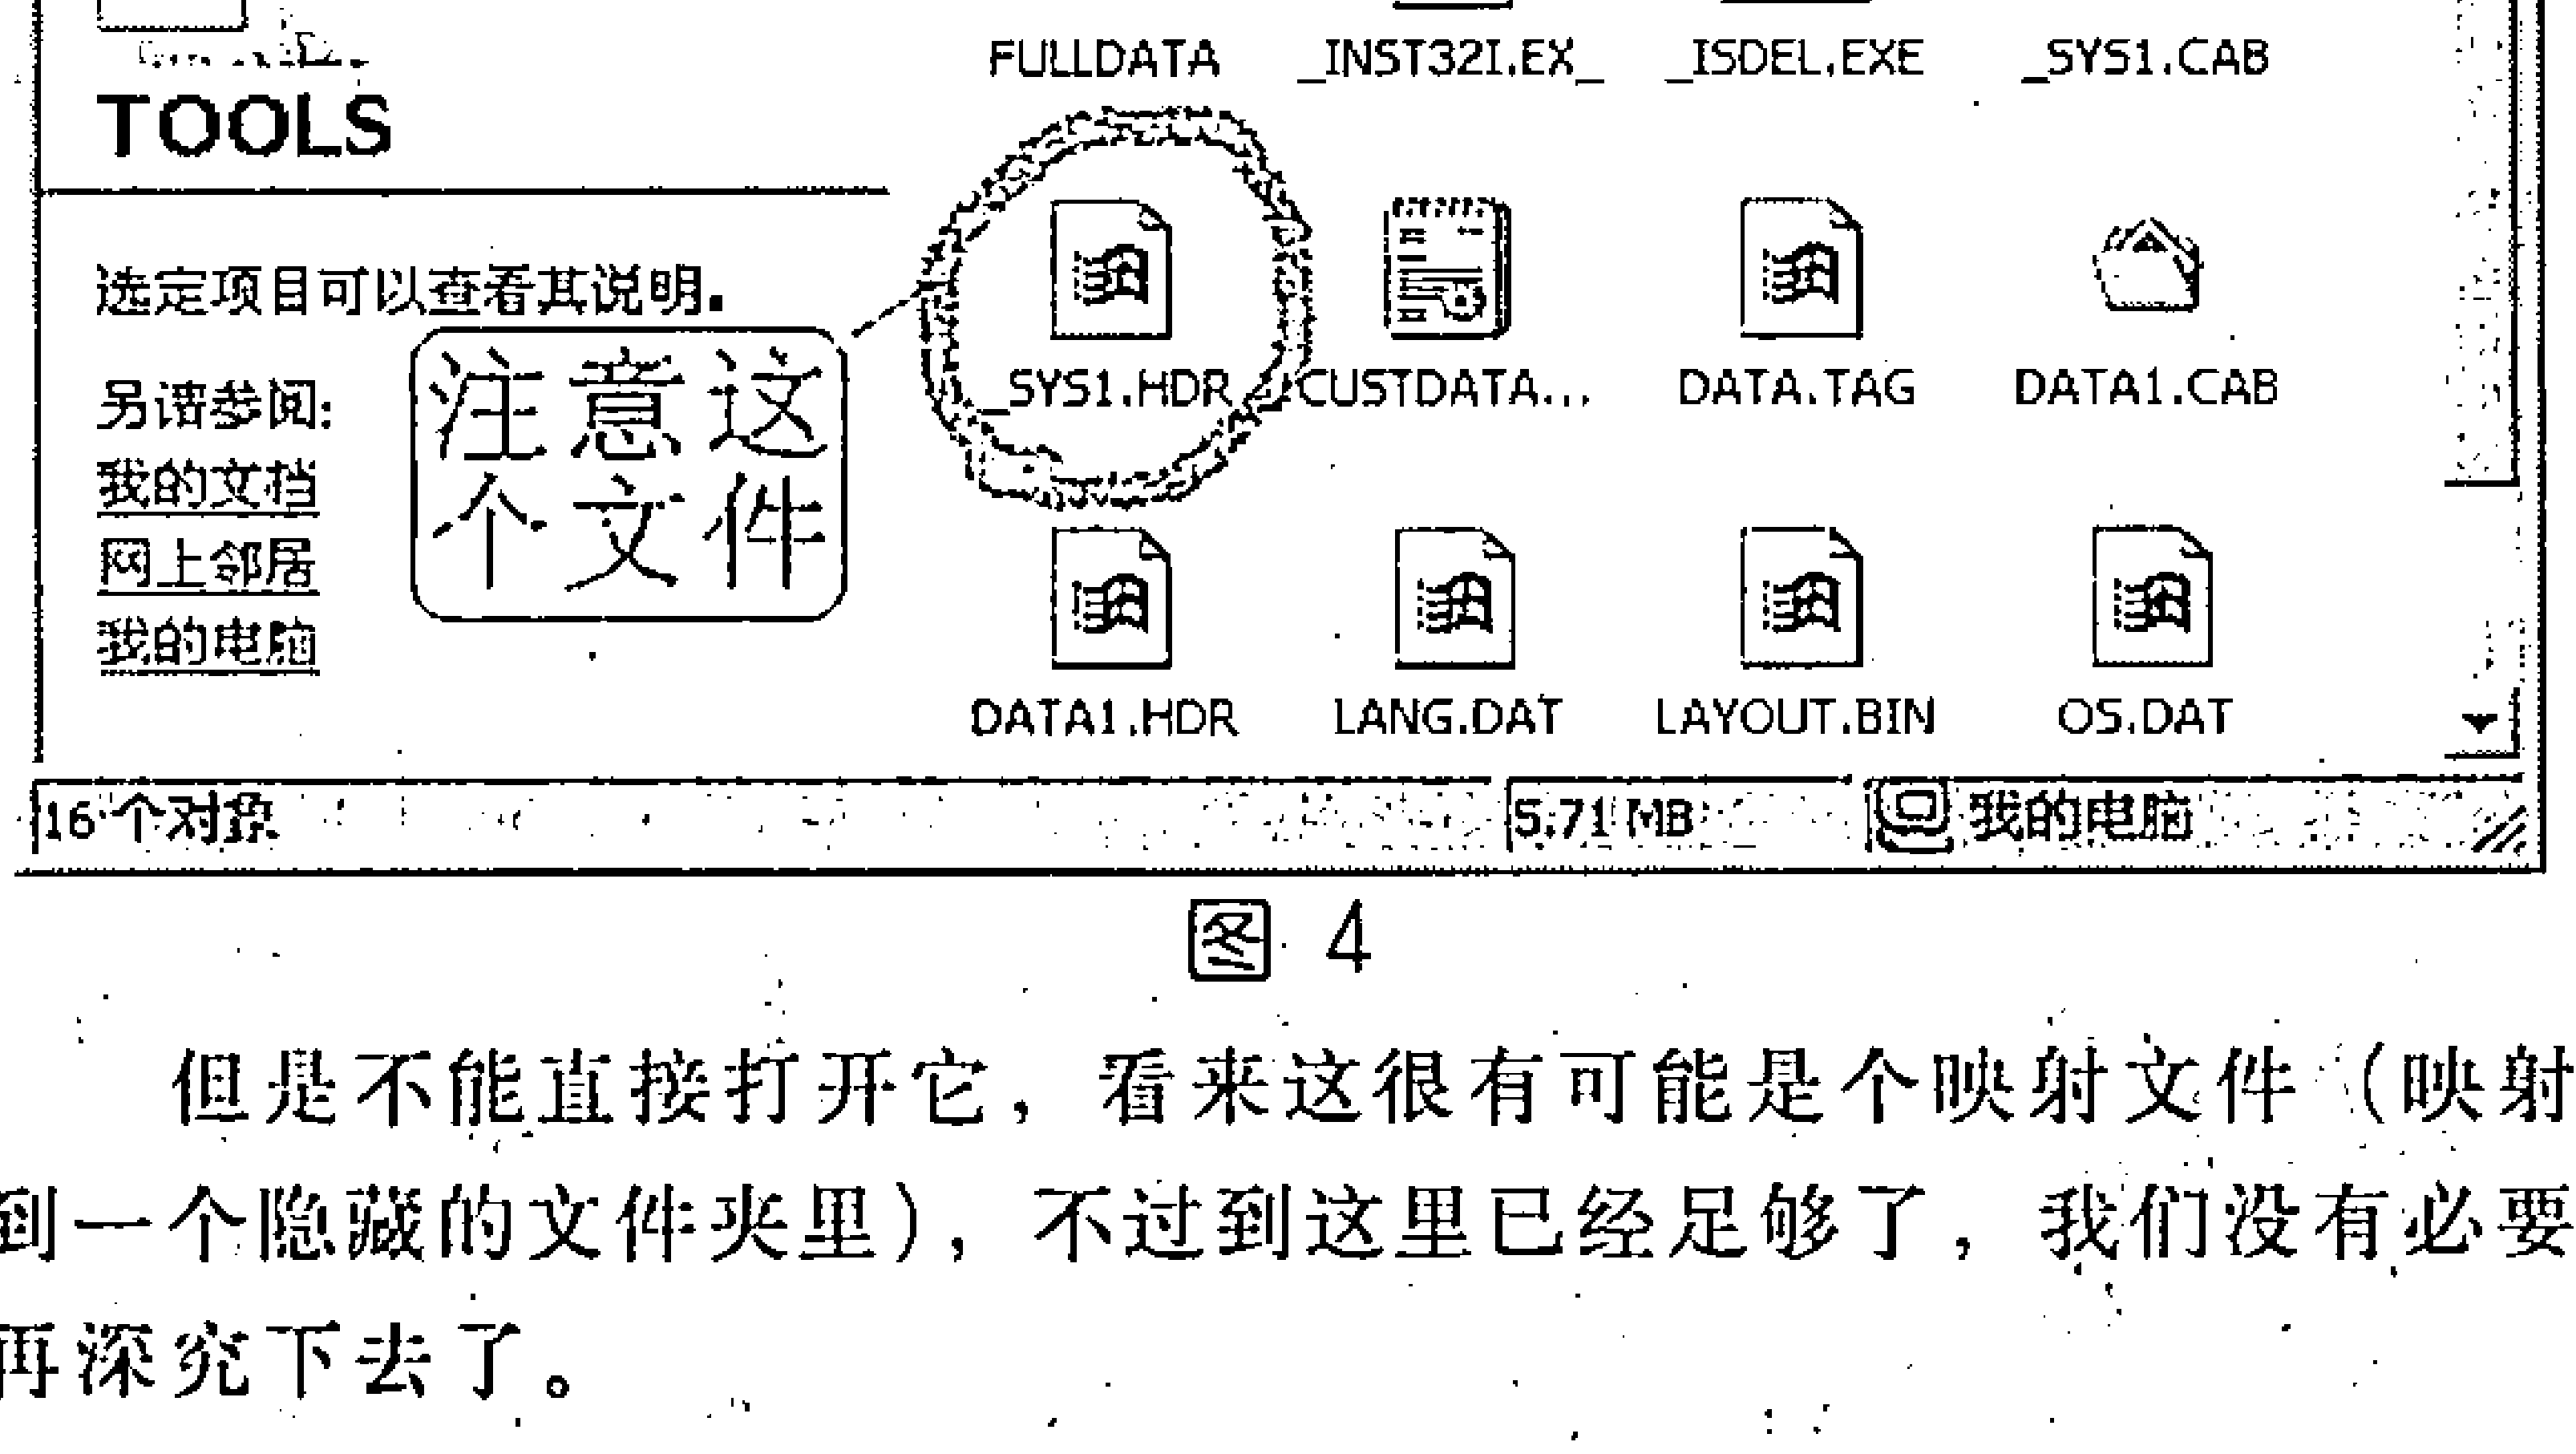 FULLDATA _INST32I.EX_ _ISDEL.EXE _SYS1.CAB
TOOLS
选定项目可以查看其说明。
另请参阅:
我的文档
网上邻居
我的电脑
注意这
个文件
_SYS1.HDR CUSTDATA... DATA.TAG DATA1.CAB
DATA1.HDR LANG.DAT LAYOUT.BIN OS.DAT
16 个对象 5.71 MB 我的电脑
图 4
但是不能直接打开它，看来这很有可能是个映射文件（映射
到一个隐藏的文件夹里），不过到这里已经足够了，我们没有必要
再深究下去了。